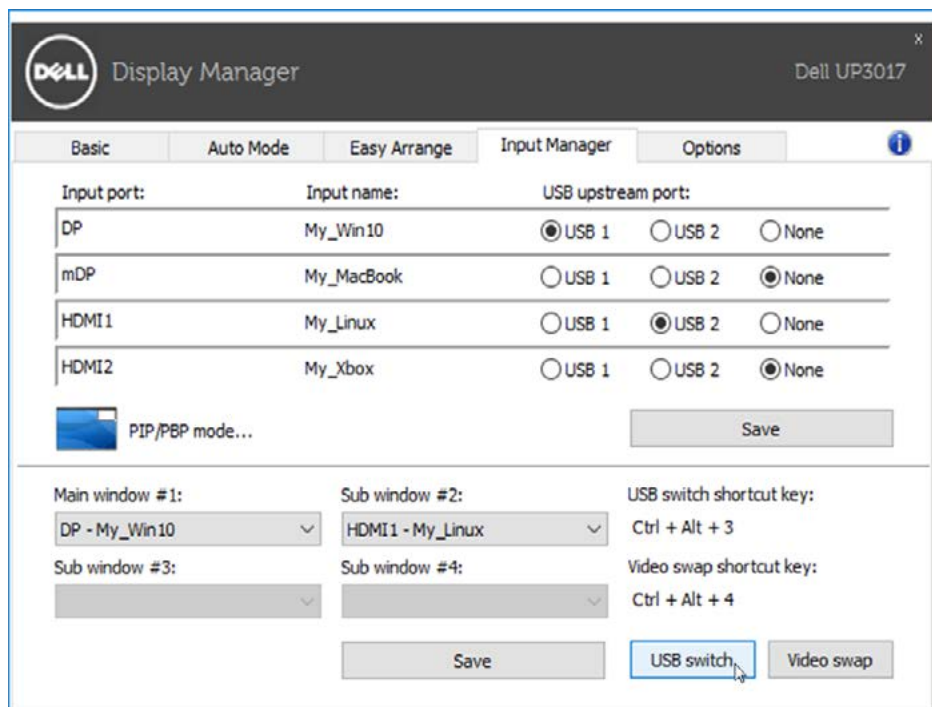 x
DELL Display Manager Dell UP3017
Basic Auto Mode Easy Arrange Input Manager Options i
Input port: Input name: USB upstream port:
DP My_Win10 USB 1 USB 2 None
mDP My_MacBook USB 1 USB 2 None
HDMI1 My_Linux USB 1 USB 2 None
HDMI2 My_Xbox USB 1 USB 2 None
PIP/PBP mode... Save
Main window #1: Sub window #2: USB switch shortcut key:
DP - My_Win10 HDMI1 - My_Linux Ctrl + Alt + 3
Sub window #3: Sub window #4: Video swap shortcut key:
Ctrl + Alt + 4
Save USB switch Video swap